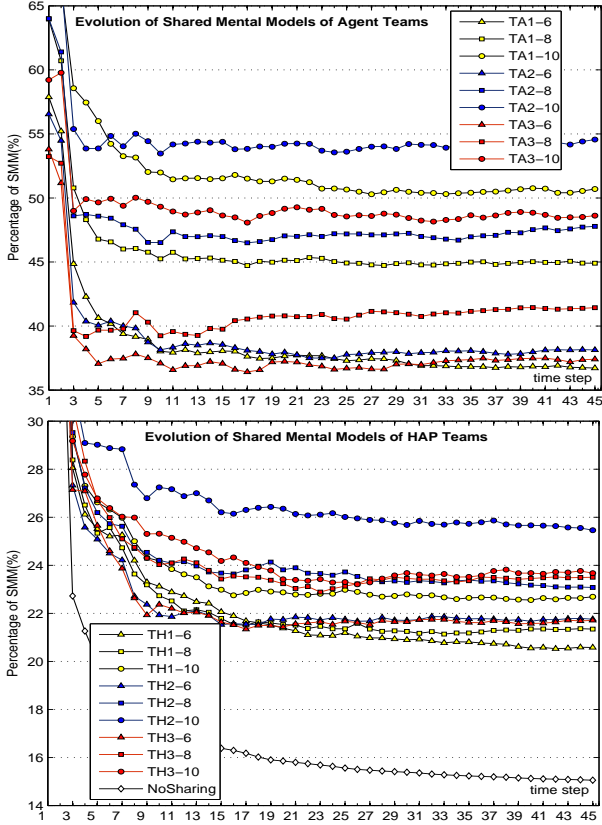 Evolution of Shared Mental Models of Agent Teams
Percentage of SMM(%)
65
60
55
50
45
40
35
TA1-6
TA1-8
TA1-10
TA2-6
TA2-8
TA2-10
TA3-6
TA3-8
TA3-10
time step
1 3 5 7 9 11 13 15 17 19 21 23 25 27 29 31 33 35 37 39 41 43 45
Evolution of Shared Mental Models of HAP Teams
Percentage of SMM(%)
30
28
26
24
22
20
18
16
14
TH1-6
TH1-8
TH1-10
TH2-6
TH2-8
TH2-10
TH3-6
TH3-8
TH3-10
NoSharing
time step
1 3 5 7 9 11 13 15 17 19 21 23 25 27 29 31 33 35 37 39 41 43 45